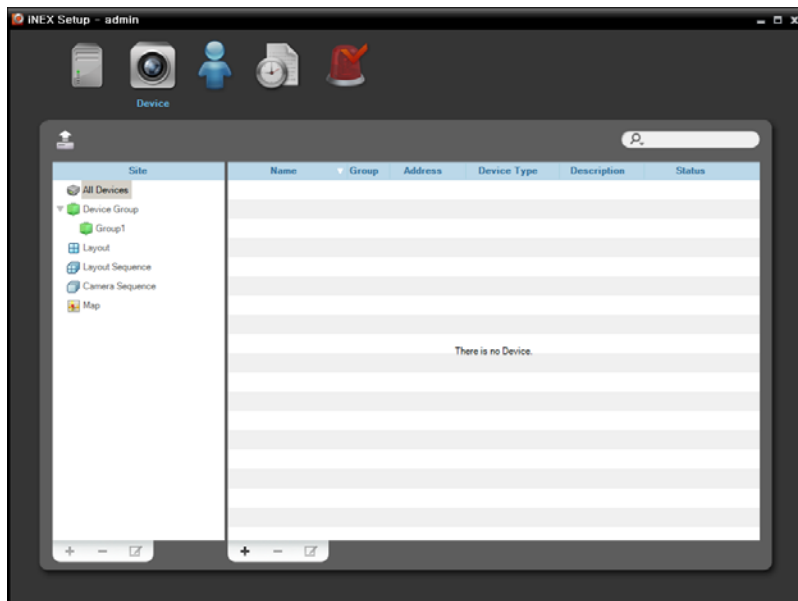 iNEX Setup - admin
Device
Site
Name Group Address Device Type Description Status
All Devices
Device Group
Group1
Layout
Layout Sequence
Camera Sequence
Map
There is no Device.